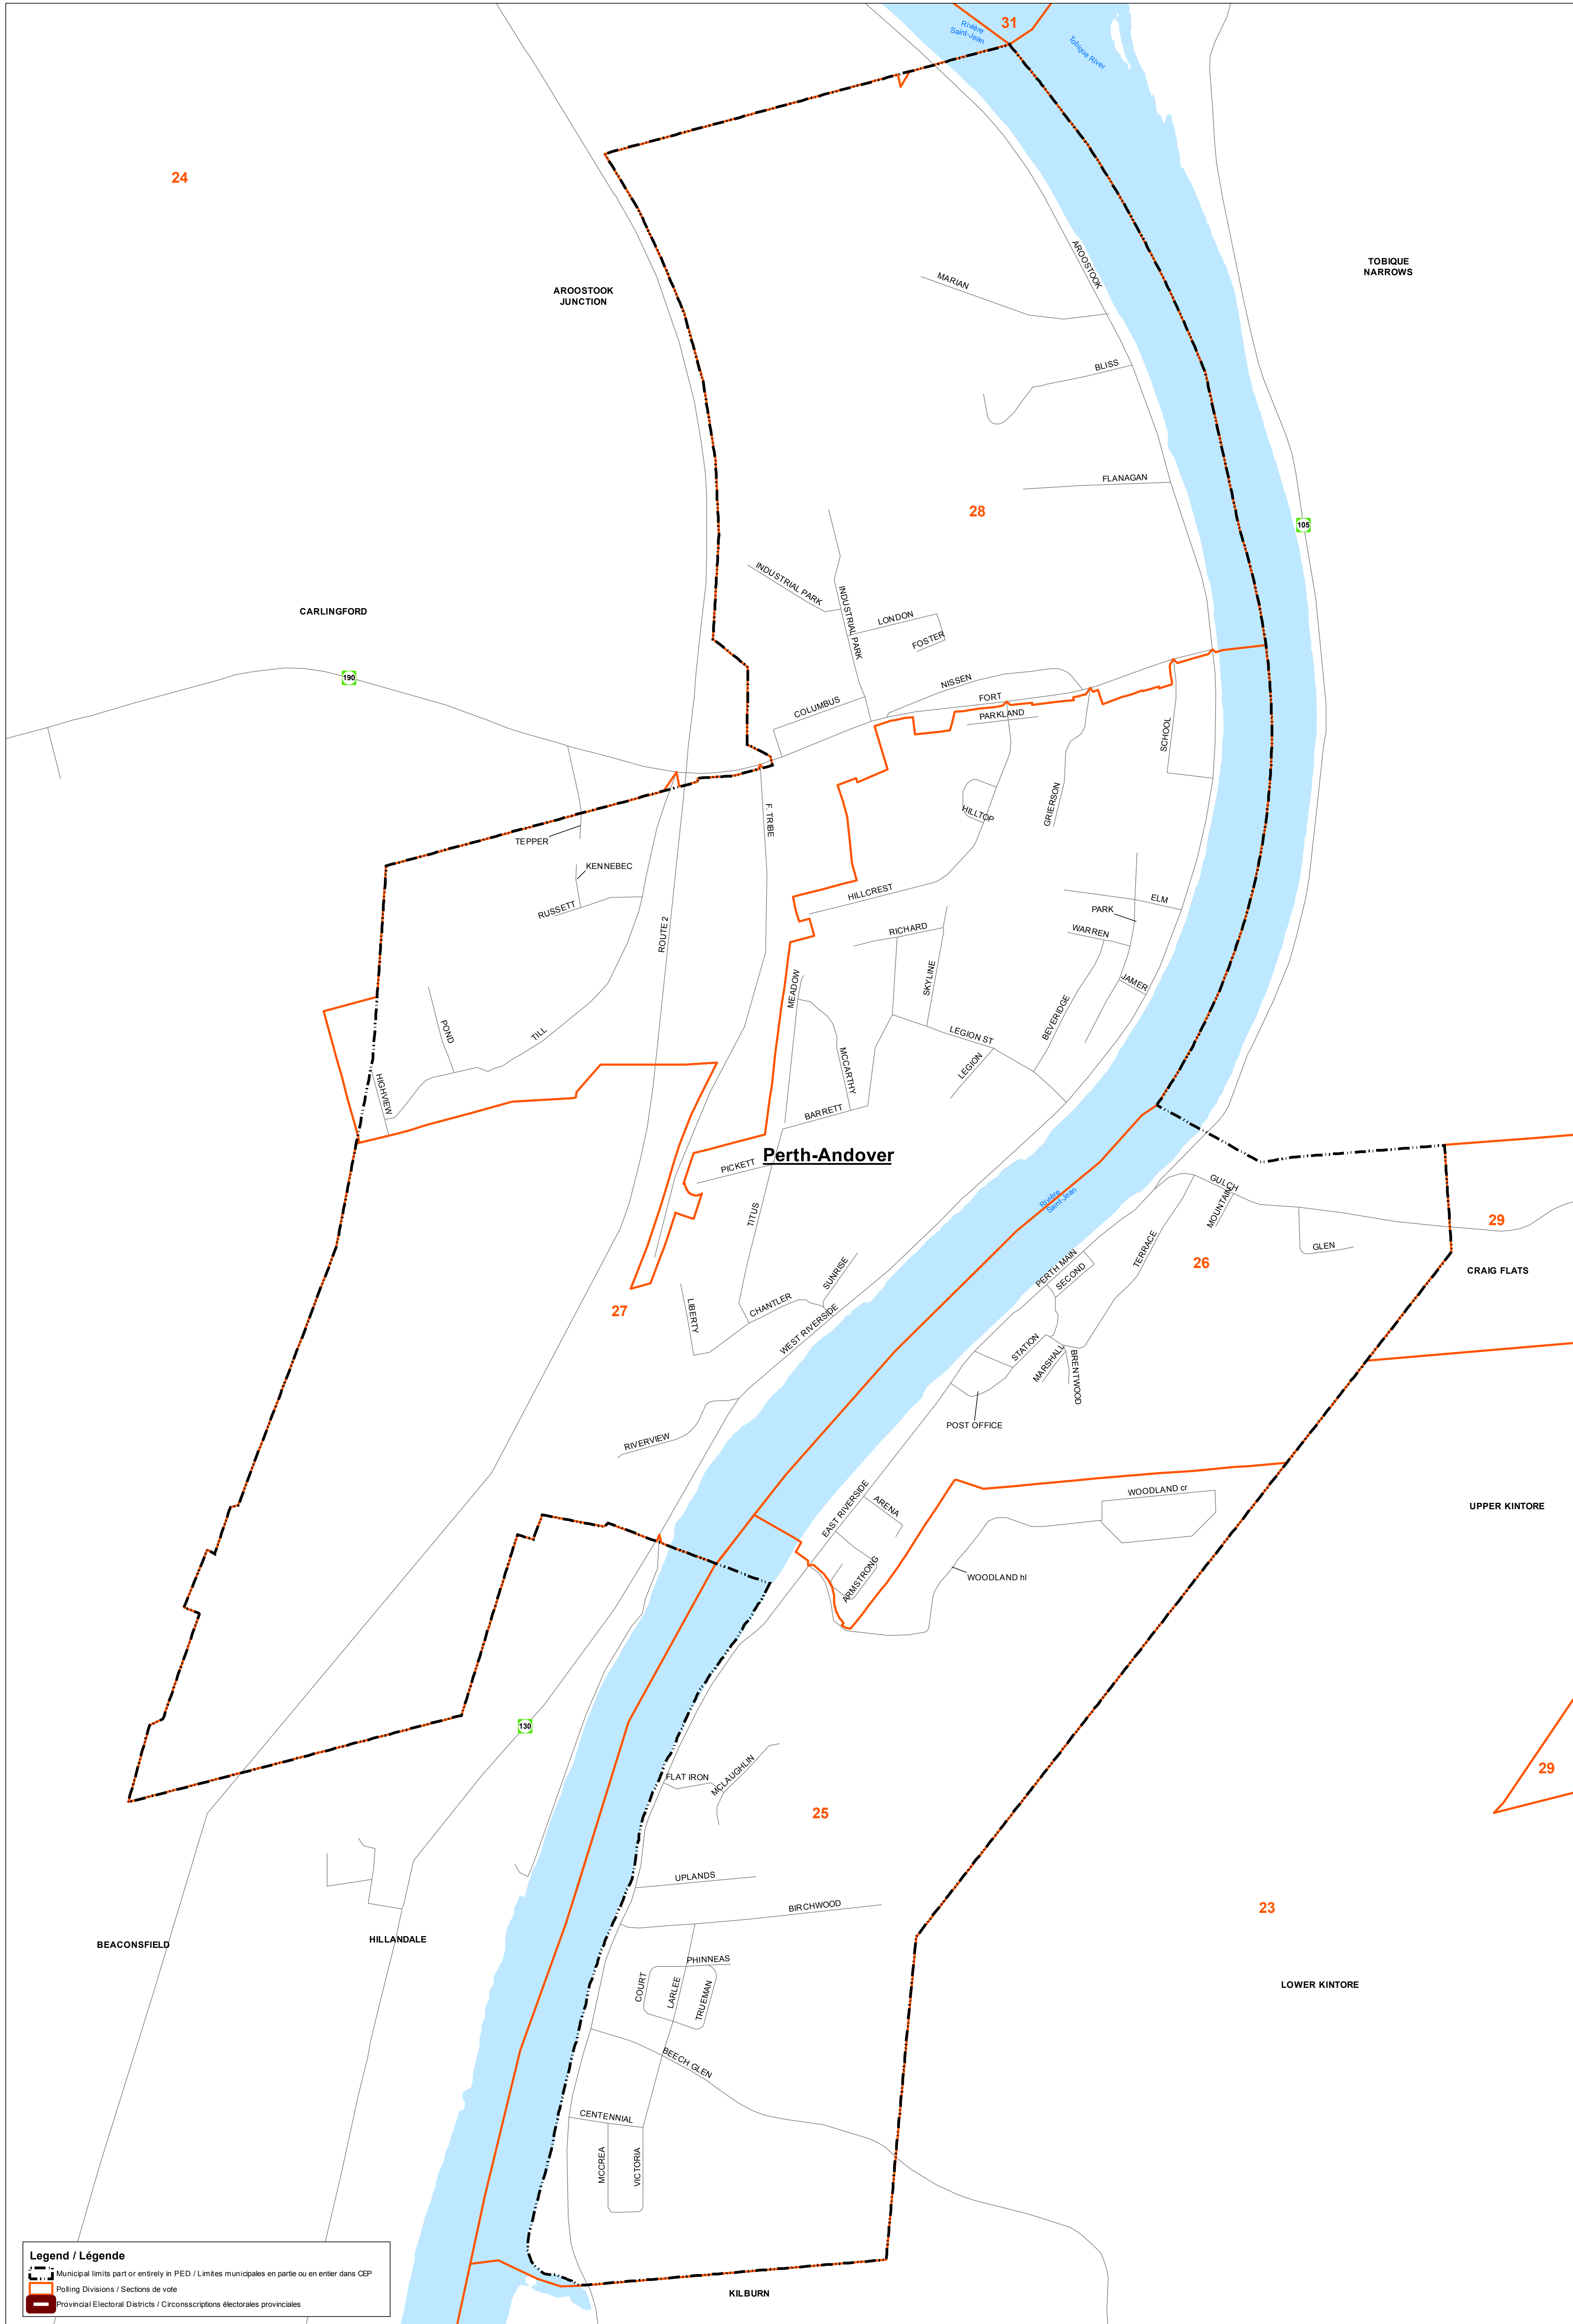 31
Rivière
Saint-Jean
Tobique River
24
TOBIQUE
NARROWS
AROOSTOOK
JUNCTION
AROOSTOOK
MARIAN
BLISS
FLANAGAN
28
105
INDUSTRIAL PARK
INDUSTRIAL PARK
LONDON
FOSTER
CARLINGFORD
190
NISSEN
FORT
COLUMBUS
PARKLAND
SCHOOL
F. TRIBE
HILLTOP
GRIERSON
TEPPER
KENNEBEC
RUSSETT
HILLCREST
ELM
PARK
WARREN
ROUTE 2
RICHARD
SKYLINE
JAMER
MEADOW
BEVERIDGE
POND
TILL
LEGION ST
LEGION
MCCARTHY
HIGHVIEW
BARRETT
Perth-Andover
PICKETT
TITUS
Rivière
Saint-Jean
GULCH
MOUNTAIN
29
GLEN
TERRACE
26
CRAIG FLATS
PERTH MAIN
SECOND
SUNRISE
CHANTLER
WEST RIVERSIDE
LIBERTY
27
STATION
MARSHALL
BRENTWOOD
POST OFFICE
RIVERVIEW
WOODLAND cr
UPPER KINTORE
EAST RIVERSIDE
ARENA
ARMSTRONG
WOODLAND hl
130
FLAT IRON
MCLAUGHLIN
29
25
UPLANDS
BIRCHWOOD
23
BEACONSFIELD
HILLANDALE
PHINNEAS
COURT
LARLEE
TRUEMAN
LOWER KINTORE
BEECH GLEN
CENTENNIAL
MCCREA
VICTORIA
KILBURN
Legend / Légende
Municipal limits part or entirely in PED / Limites municipales en partie ou en entier dans CEP
Polling Divisions / Sections de vote
Provincial Electoral Districts / Circonsscriptions électorales provinciales